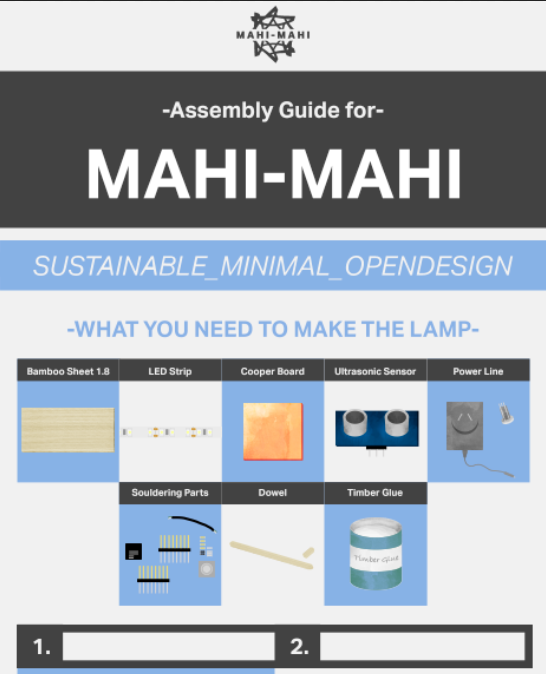 MAHI-MAHI
-Assembly Guide for-
MAHI-MAHI
SUSTAINABLE_MINIMAL_OPENDESIGN
-WHAT YOU NEED TO MAKE THE LAMP-
Bamboo Sheet 1.8
LED Strip
Cooper Board
Ultrasonic Sensor
Power Line
Souldering Parts
Dowel
Timber Glue
Timber Glue
1.
2.